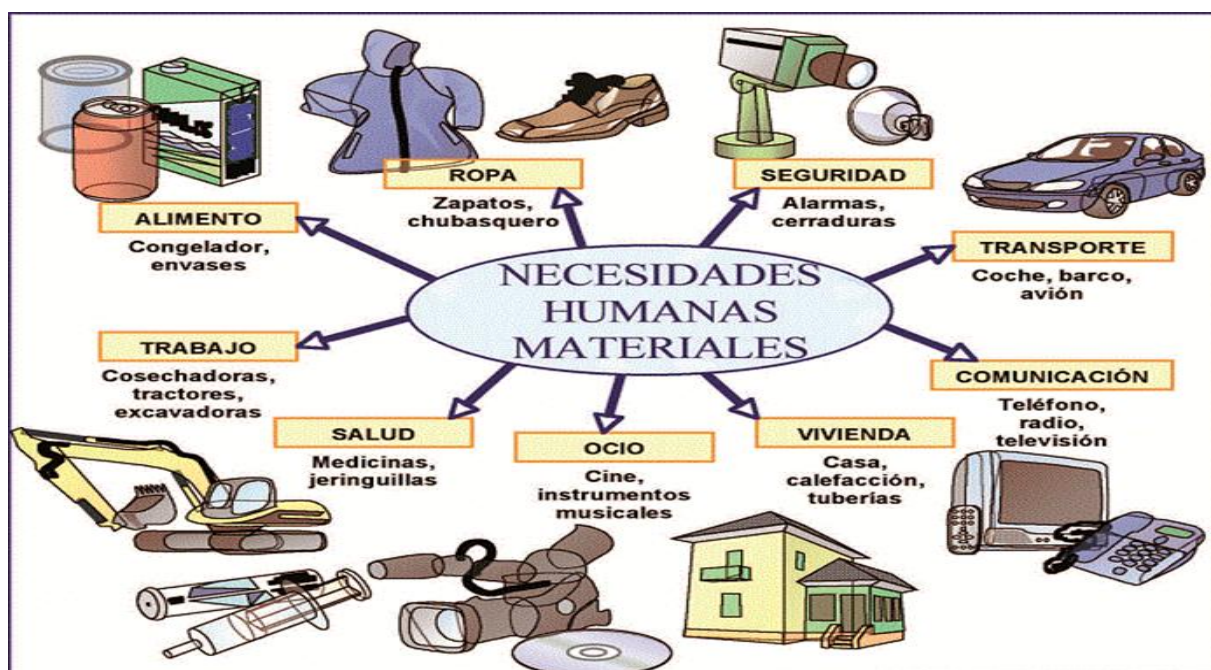 NECESIDADES
HUMANAS
MATERIALES
ALIMENTO
Congelador,
envases
ROPA
Zapatos,
chubasquero
SEGURIDAD
Alarmas,
cerraduras
TRANSPORTE
Coche, barco,
avión
COMUNICACIÓN
Teléfono,
radio,
televisión
VIVIENDA
Casa,
calefacción,
tuberías
OCIO
Cine,
instrumentos
musicales
SALUD
Medicinas,
jeringuillas
TRABAJO
Cosechadoras,
tractores,
excavadoras